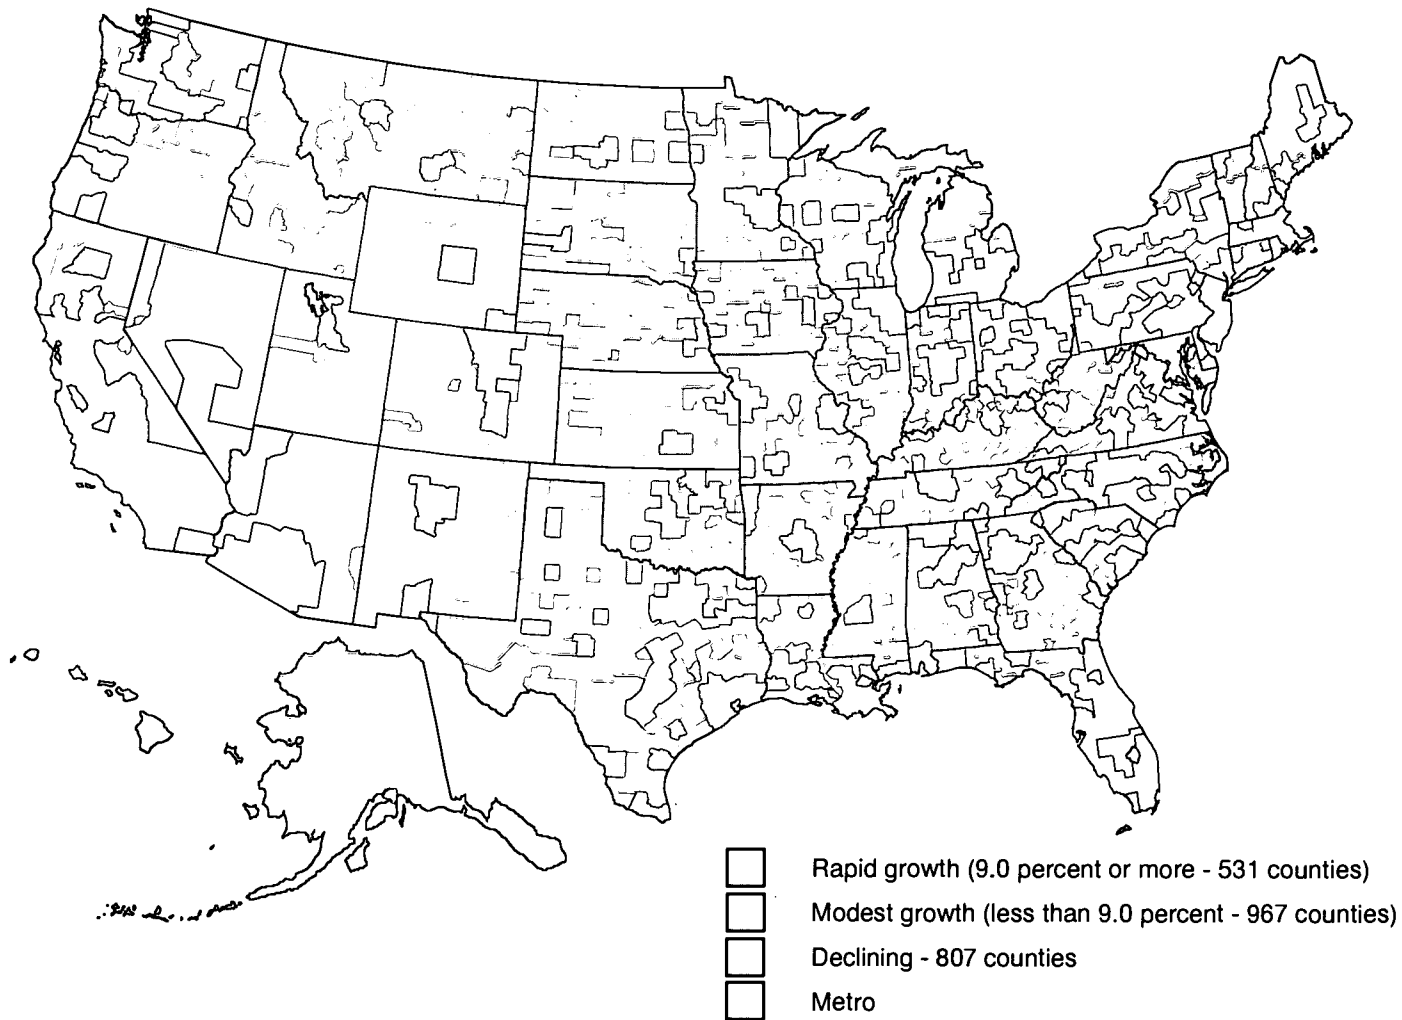 Rapid growth (9.0 percent or more - 531 counties)
Modest growth (less than 9.0 percent - 967 counties)
Declining - 807 counties
Metro